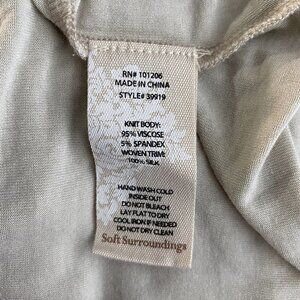 RN# 101206
MADE IN CHINA
STYLE# 39919
KNIT BODY:
95% VISCOSE
5% SPANDEX
WOVEN TRIM:
100% SILK
HAND WASH COLD
INSIDE OUT
DO NOT BLEACH
LAY FLAT TO DRY
COOL IRON IF NEEDED
DO NOT DRY CLEAN
Soft Surroundings